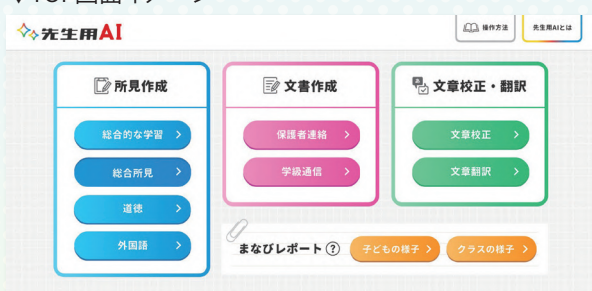 先生用AI
操作方法
先生用AIとは
所見作成
総合的な学習
総合所見
道徳
外国語
文書作成
保護者連絡
学級通信
文章校正・翻訳
文章校正
文章翻訳
まなびレポート ?
子どもの様子
クラスの様子